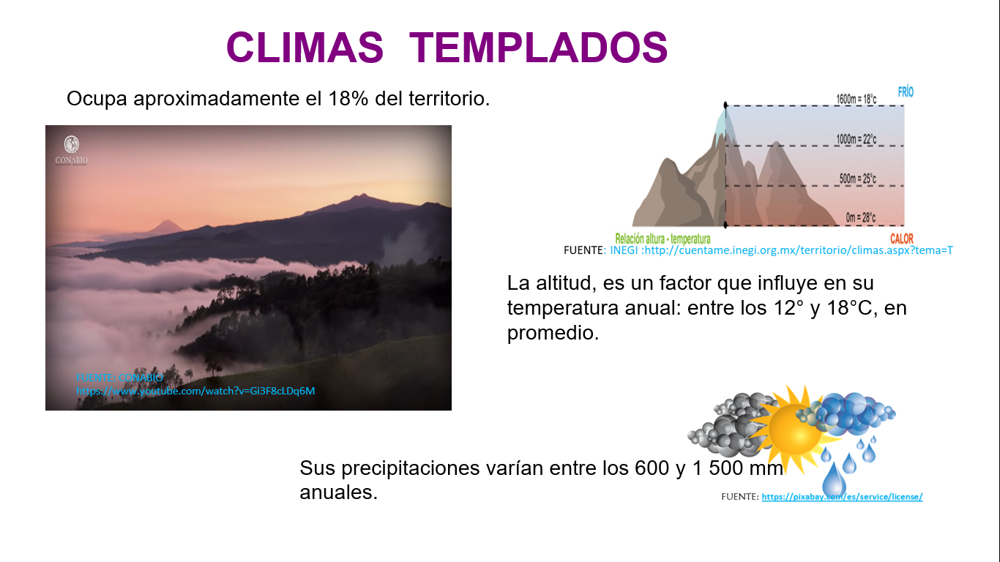 CLIMAS TEMPLADOS
Ocupa aproximadamente el 18% del territorio.
CONABIO
FUENTE: CONABIO
https://www.youtube.com/watch?v=Gi3F8cLDq6M
FRÍO
1600m = 18°c
1000m = 22°c
500m = 25°c
0m = 28°c
Relación altura - temperatura
CALOR
FUENTE: INEGI :http://cuentame.inegi.org.mx/territorio/climas.aspx?tema=T
La altitud, es un factor que influye en su
temperatura anual: entre los 12° y 18°C, en
promedio.
Sus precipitaciones varían entre los 600 y 1 500 mm
anuales.
FUENTE: https://pixabay.com/es/service/license/